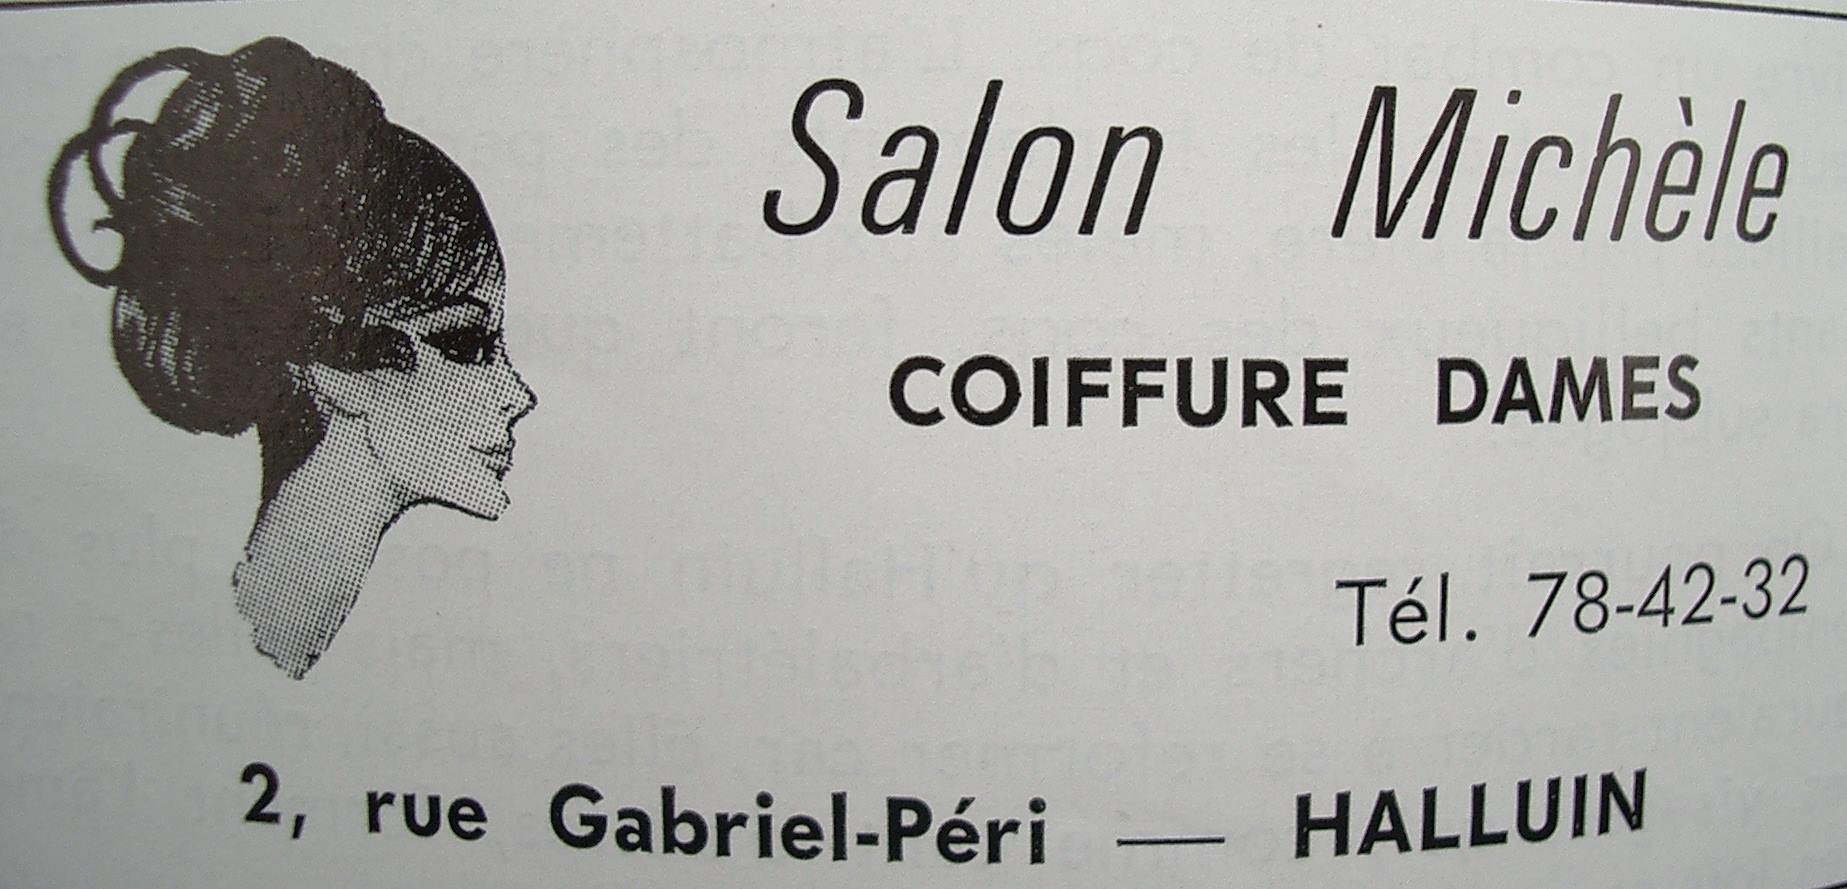 Salon Michèle
COIFFURE DAMES
Tél. 78-42-32
2, rue Gabriel-Péri — HALLUIN